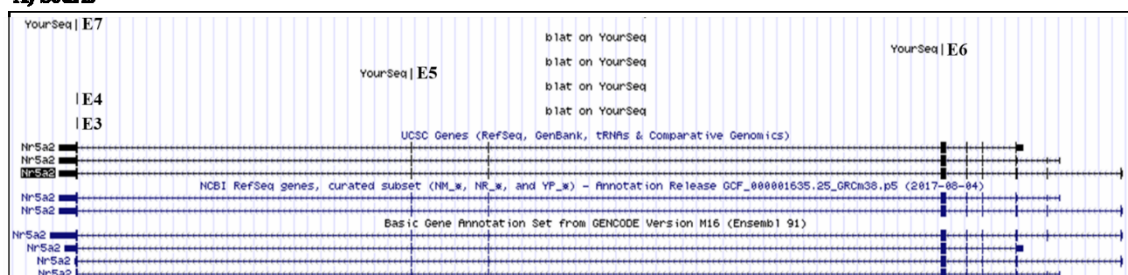 YourSeq| E7
blat on YourSeq
YourSeq| E6
blat on YourSeq
YourSeq| E5
blat on YourSeq
| E4
blat on YourSeq
| E3
UCSC Genes (RefSeq, GenBank, tRNAs & Comparative Genomics)
Nr5a2
Nr5a2
Nr5a2
NCBI RefSeq genes, curated subset (NM_*, NR_*, and YP_*) - Annotation Release GCF_000001635.25_GRCm38.p5 (2017-08-04)
Nr5a2
Nr5a2
Basic Gene Annotation Set from GENCODE Version M16 (Ensembl 91)
Nr5a2
Nr5a2
Nr5a2
Nr5a2